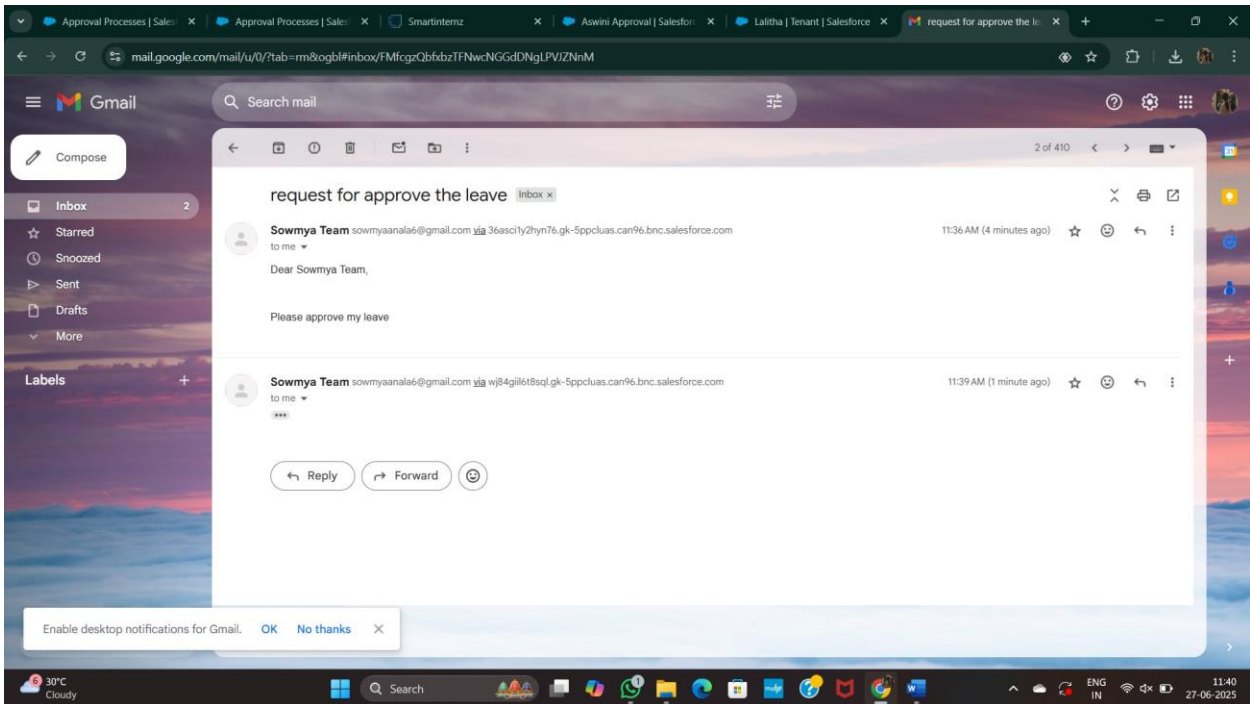 Approval Processes | Sales
Approval Processes | Sales
Smartinternz
Aswini Approval | Salesforc
Lalitha | Tenant | Salesforce
request for approve the le
mail.google.com/mail/u/0/?tab=rm&ogbl#inbox/FMfcgzQbfxbzTFNwcNGGdDNgLPVJZNnM
Gmail
Search mail
Compose
2 of 410
31
request for approve the leave Inbox ×
Inbox 2
Starred
Snoozed
Sent
Drafts
More
Labels
Sowmya Team sowmyaanala6@gmail.com via 36asci1y2hyn76.gk-5ppcluas.can96.bnc.salesforce.com 11:36 AM (4 minutes ago)
to me
Dear Sowmya Team,
Please approve my leave
Sowmya Team sowmyaanala6@gmail.com via wj84giil6t8sql.gk-5ppcluas.can96.bnc.salesforce.com 11:39 AM (1 minute ago)
to me
Reply
Forward
Enable desktop notifications for Gmail. OK No thanks
6
30°C
Cloudy
Search
ENG
IN
11:40
27-06-2025